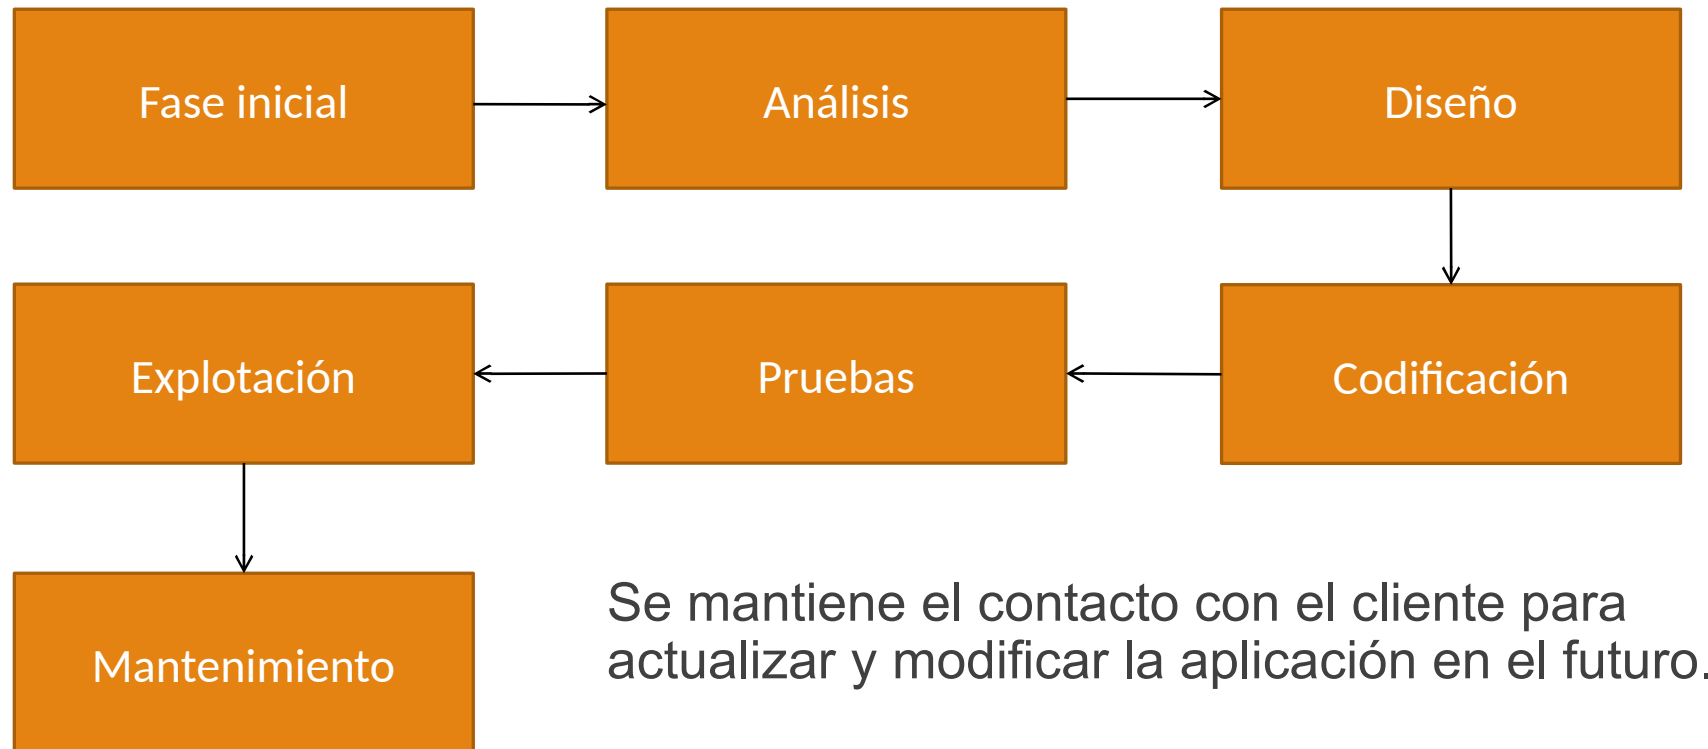 Fase inicial
Análisis
Diseño
Explotación
Pruebas
Codificación
Mantenimiento
Se mantiene el contacto con el cliente para
actualizar y modificar la aplicación en el futuro.